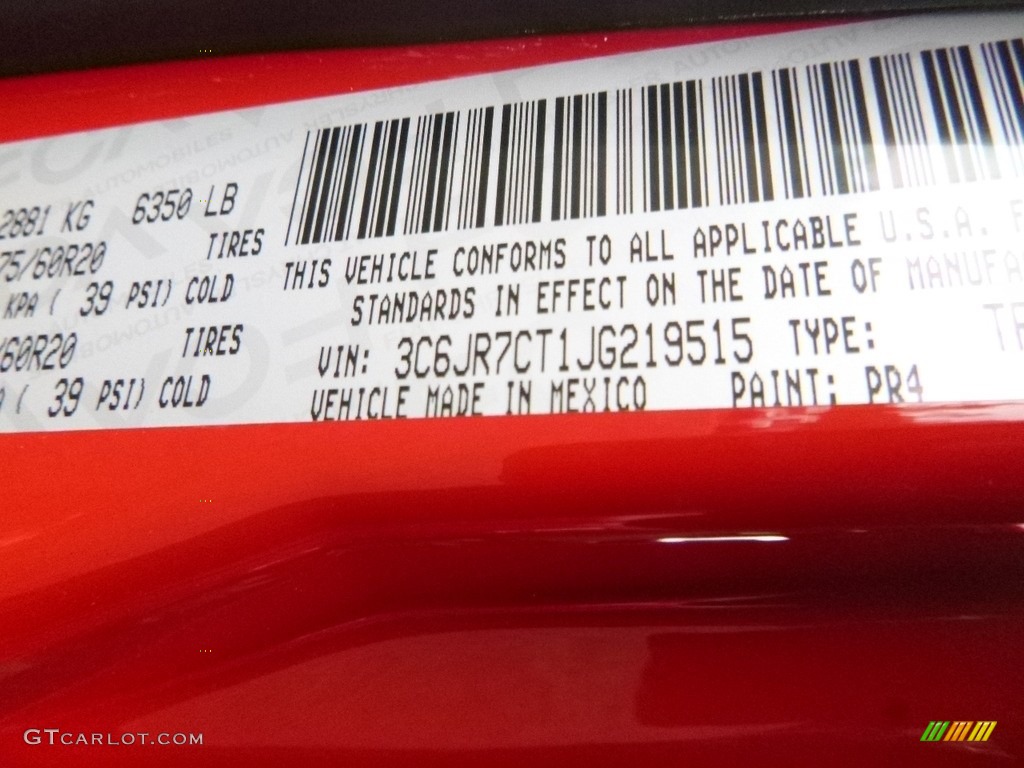 2881 KG 6350 LB
75/60R20 TIRES
KPA ( 39 PSI) COLD
/60R20 TIRES
( 39 PSI) COLD
THIS VEHICLE CONFORMS TO ALL APPLICABLE U.S.A. F
STANDARDS IN EFFECT ON THE DATE OF MANUFA
VIN: 3C6JR7CT1JG219515 TYPE: TR
VEHICLE MADE IN MEXICO PAINT: PR4
GTCARLOT.COM